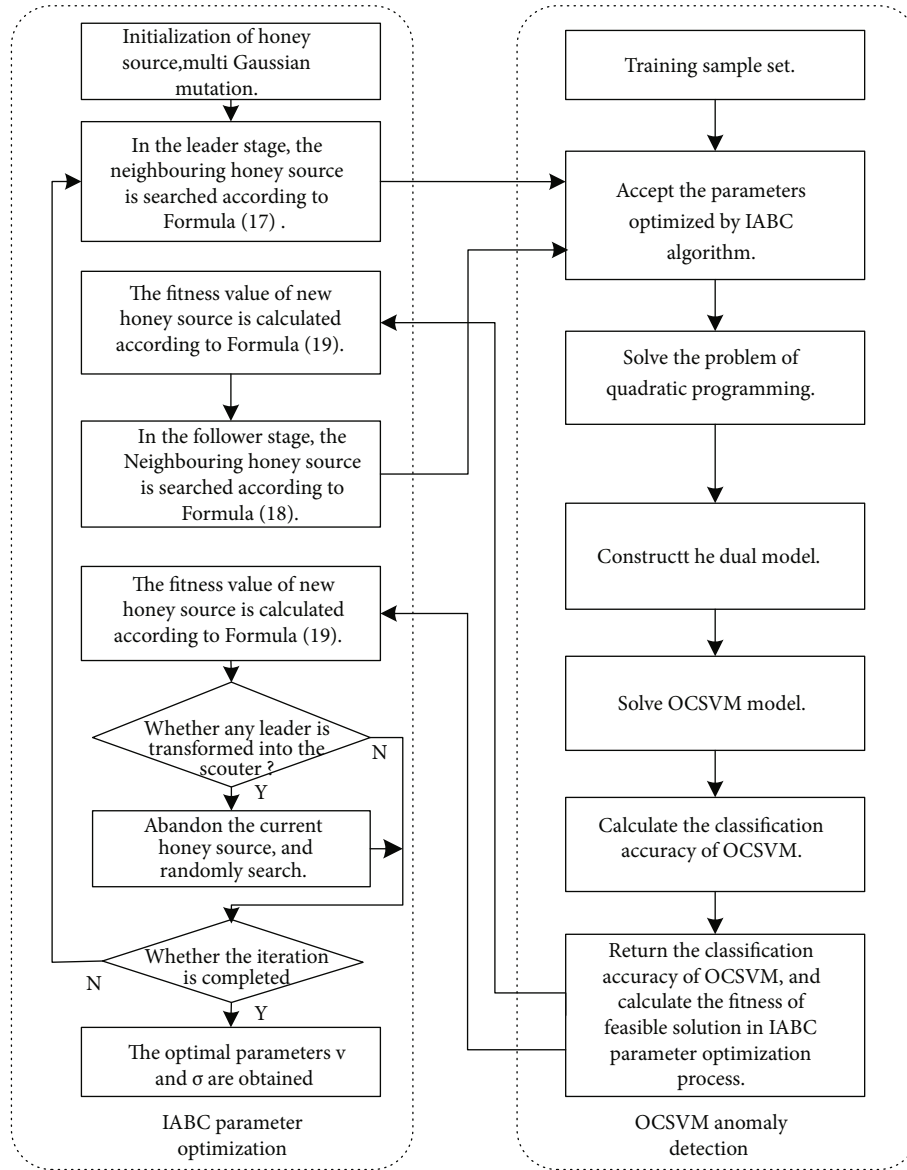 Initialization of honey
source,multi Gaussian
mutation.
In the leader stage, the
neighbouring honey source
is searched according to
Formula (17) .
The fitness value of new
honey source is calculated
according to Formula (19).
In the follower stage, the
Neighbouring honey source
is searched according to
Formula (18).
The fitness value of new
honey source is calculated
according to Formula (19).
Whether any leader is
transformed into the
scouter ?
N
Y
Abandon the current
honey source, and
randomly search.
Whether the iteration
is completed
N
Y
The optimal parameters v
and σ are obtained
IABC parameter
optimization
Training sample set.
Accept the parameters
optimized by IABC
algorithm.
Solve the problem of
quadratic programming.
Constructt he dual model.
Solve OCSVM model.
Calculate the classification
accuracy of OCSVM.
Return the classification
accuracy of OCSVM, and
calculate the fitness of
feasible solution in IABC
parameter optimization
process.
OCSVM anomaly
detection